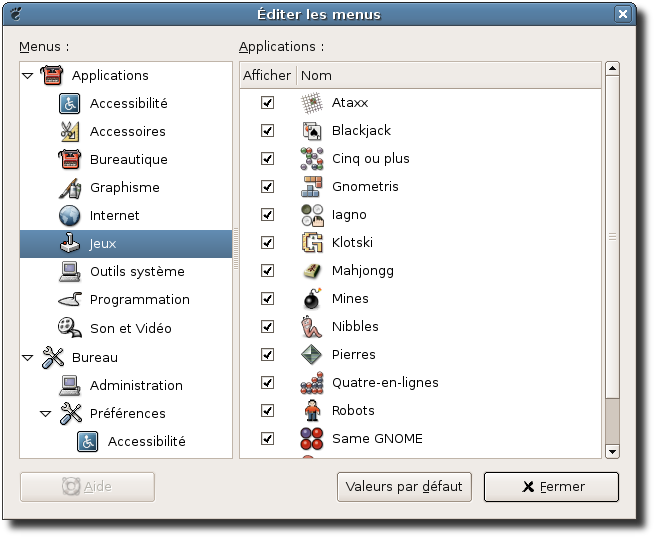 Éditer les menus
Menus :
Applications
Accessibilité
Accessoires
Bureautique
Graphisme
Internet
Jeux
Outils système
Programmation
Son et Vidéo
Bureau
Administration
Préférences
Accessibilité
Applications :
Afficher Nom
Ataxx
Blackjack
Cinq ou plus
Gnometris
Iagno
Klotski
Mahjongg
Mines
Nibbles
Pierres
Quatre-en-lignes
Robots
Same GNOME
Aide
Valeurs par défaut
Fermer